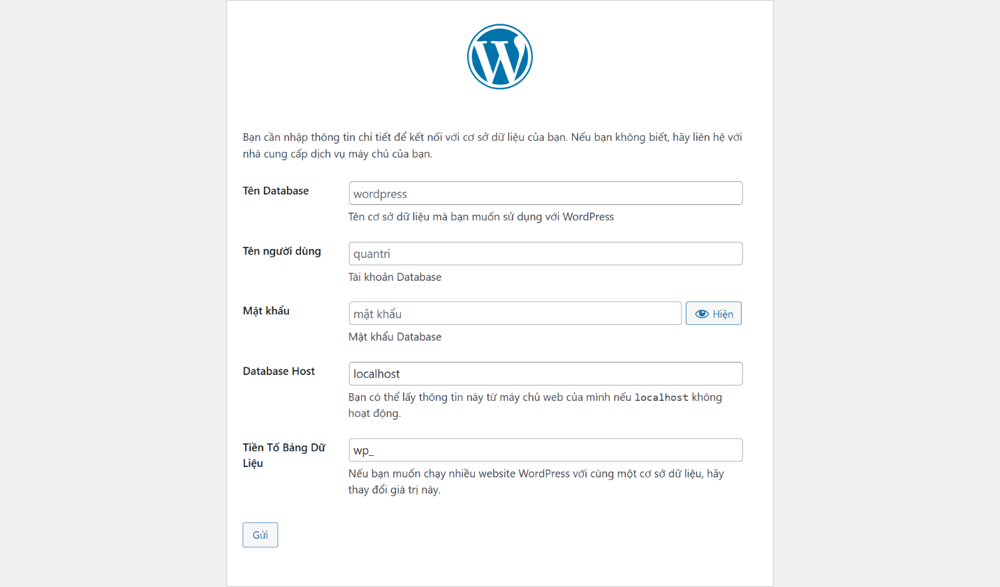 Bạn cần nhập thông tin chi tiết để kết nối với cơ sở dữ liệu của bạn. Nếu bạn không biết, hãy liên hệ với
nhà cung cấp dịch vụ máy chủ của bạn.
Tên Database
wordpress
Tên cơ sở dữ liệu mà bạn muốn sử dụng với WordPress
Tên người dùng
quantri
Tài khoản Database
Mật khẩu
mật khẩu
Hiện
Mật khẩu Database
Database Host
localhost
Bạn có thể lấy thông tin này từ máy chủ web của mình nếu localhost không
hoạt động.
Tiền Tố Bảng Dữ
Liệu
wp_
Nếu bạn muốn chạy nhiều website WordPress với cùng một cơ sở dữ liệu, hãy
thay đổi giá trị này.
Gửi